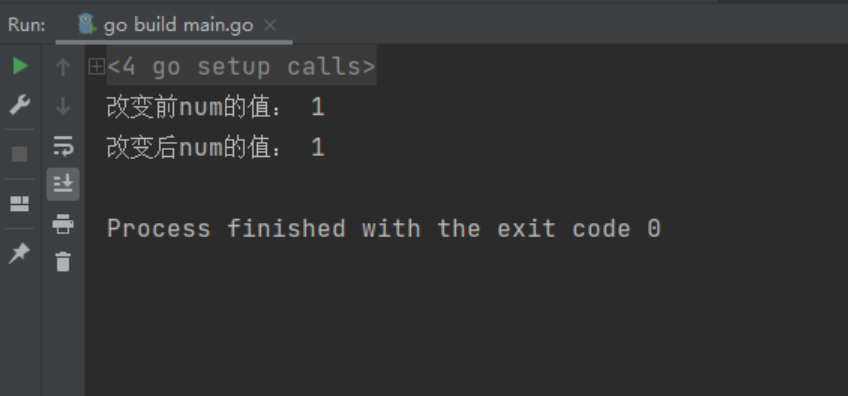 Run: go build main.go
<4 go setup calls>
改变前num的值： 1
改变后num的值： 1
Process finished with the exit code 0